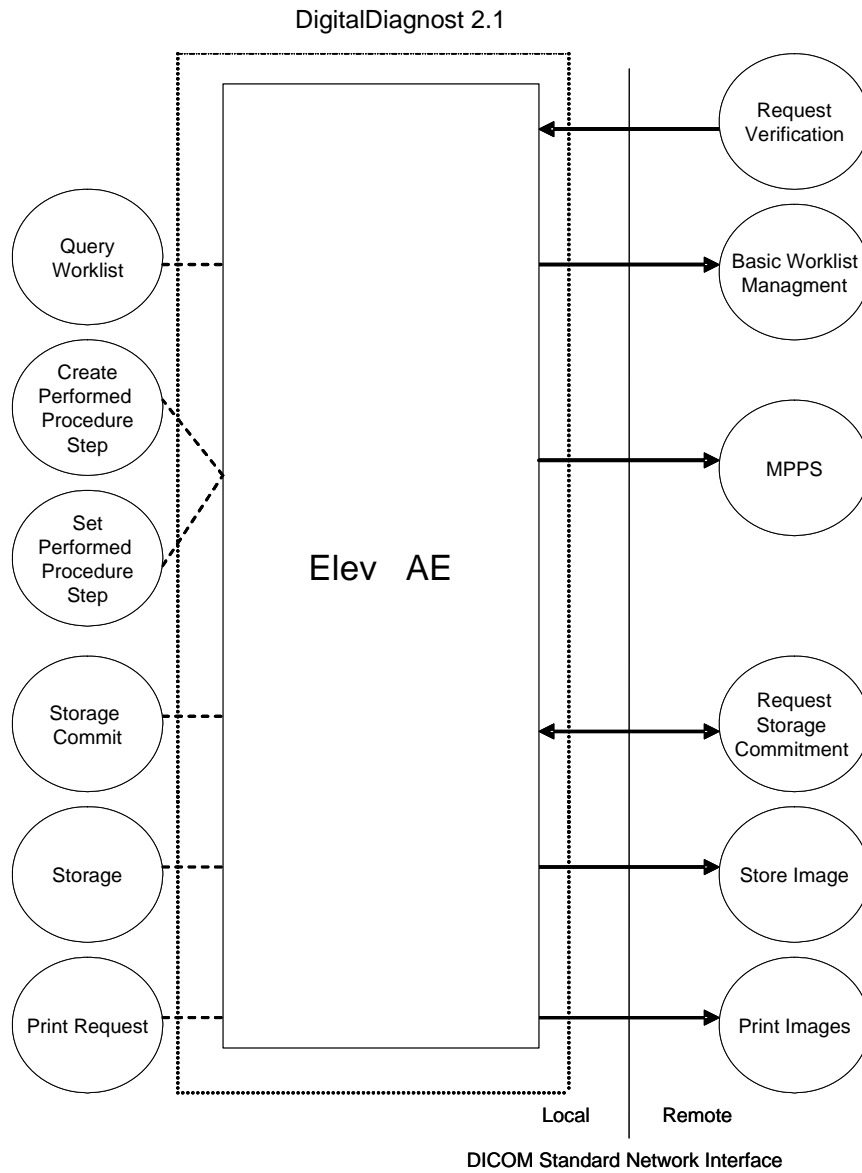 DigitalDiagnost 2.1
Request
Verification
Query
Worklist
Basic Worklist
Managment
Create
Performed
Procedure
Step
MPPS
Set
Performed
Procedure
Step
Elev AE
Storage
Commit
Request
Storage
Commitment
Storage
Store Image
Print Request
Print Images
Local
Remote
DICOM Standard Network Interface